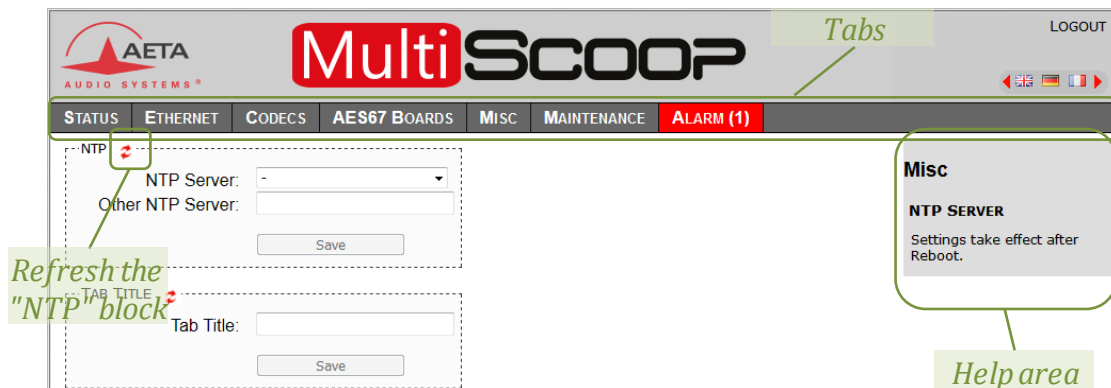 Tabs
LOGOUT
AETA
AUDIO SYSTEMS®
MultiScoop
STATUS ETHERNET CODECS AES67 BOARDS MISC MAINTENANCE ALARM (1)
NTP
NTP Server: -
Other NTP Server:
Save
Refresh the
"NTP" block
TAB TITLE
Tab Title:
Save
Misc
NTP SERVER
Settings take effect after
Reboot.
Help area